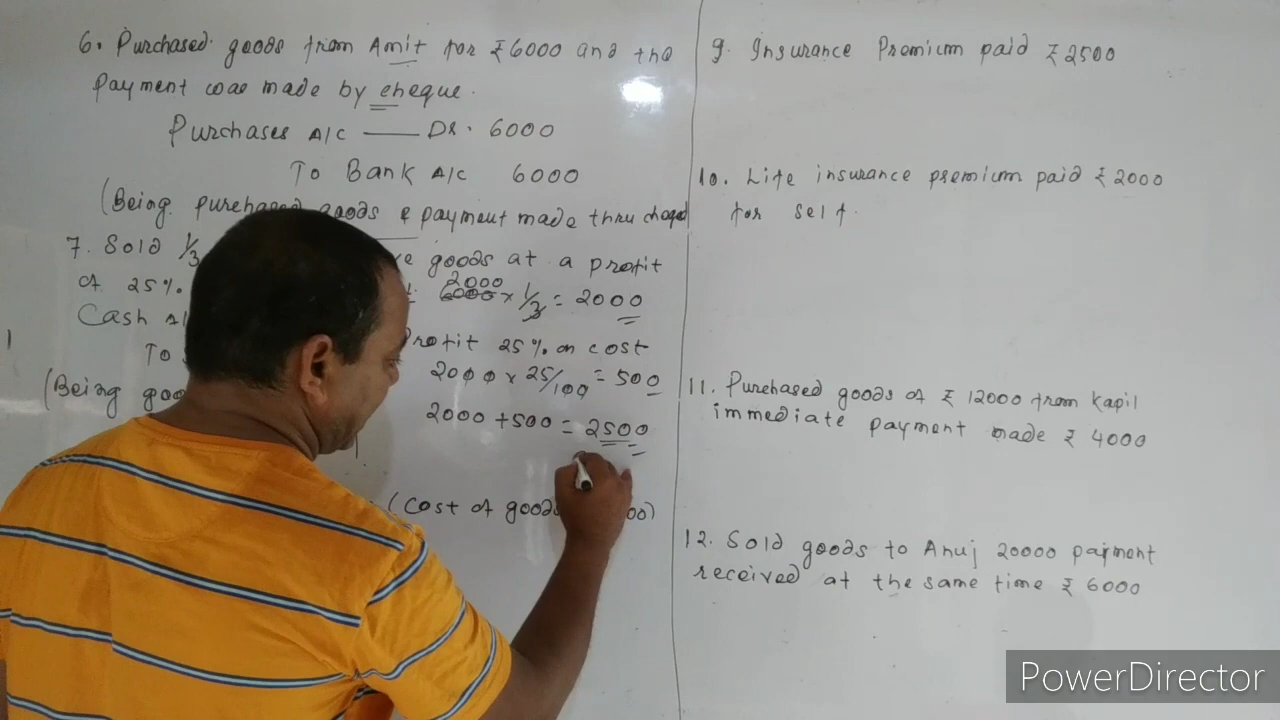 6. Purchased goods from Amit for ₹6000 and the
payment was made by cheque.
Purchases A/c —— Dr. 6000
To Bank A/c 6000
(Being purchased goods & payment made thru
7. Sold 1/3 goods at a profit
of 25%. 2000
6000 x 1/3 = 2000
Cash
Profit 25% on cost
To
2000 x 25/100 = 500
(Being
2000 + 500 = 2500
(Cost of goods 00)
9. Insurance Premium paid ₹2500
10. Life insurance premium paid ₹2000
for self.
11. Purchased goods of ₹12000 from Kapil
immediate payment made ₹4000
12. Sold goods to Anuj 20000 payment
received at the same time ₹6000
PowerDirector